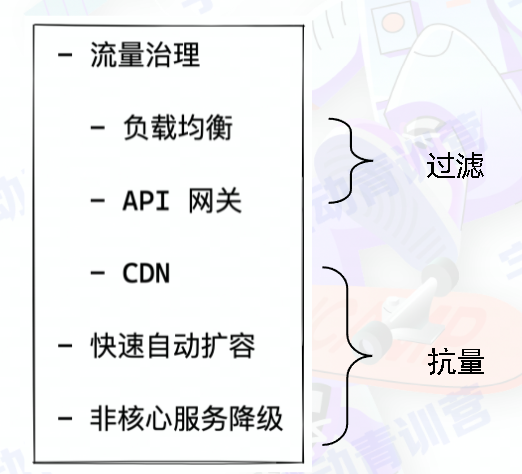 - 流量治理
- 负载均衡
过滤
- API 网关
- CDN
- 快速自动扩容
抗量
- 非核心服务降级